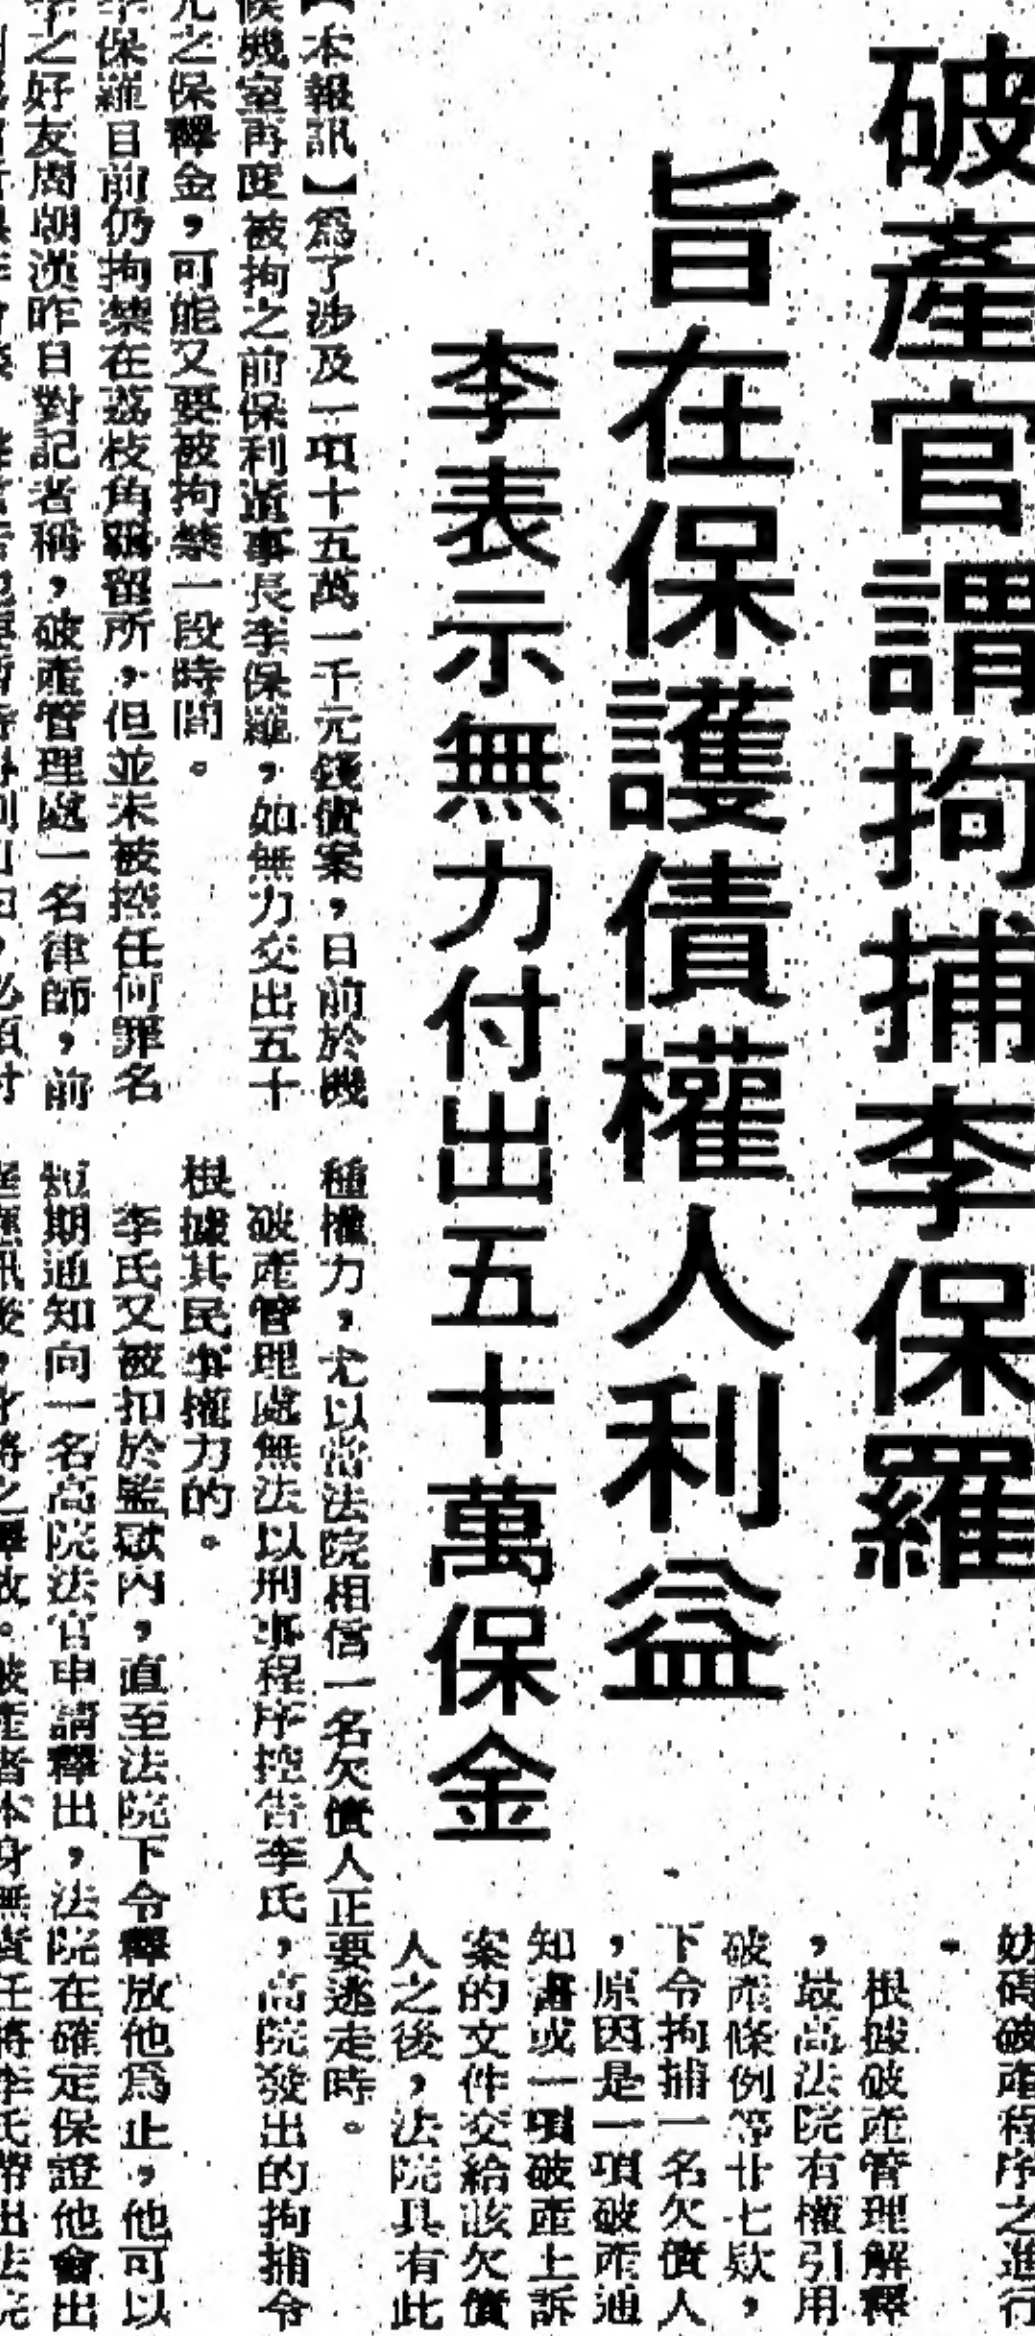 破產官謂拘捕李保羅
旨在保護債權人利益
李表示無力付出五十萬保金
【本報訊】爲了涉及一項十五萬一千元錢債案，日前於機
候機室再度被拘之前保利達事長李保羅，如無力交出五十
元之保釋金，可能又要被拘禁一段時間。
李保羅目前仍拘禁在荔枝角覊留所，但並未被控任何罪名
李之好友周朝漢昨日對記者稱，破產管理處一名律師，前
妨碍破產程序之進行
。
根據破產管理解釋
，最高法院有權引用
破產條例第廿七欵，
下令拘捕一名欠債人
，原因是一項破產通
知書或一項破產上訴
案的文件交給該欠債
人之後，法院具有此
種權力，尤以當法院相信一名欠債人正要逃走時。
破產管理處無法以刑事程序控告李氏，高院發出的拘捕令
根據其民事權力的。
李氏又被扣於監獄內，直至法院下令釋放他爲止，他可以
短期通知向一名高院法官申請釋出，法院在確定保證他會出